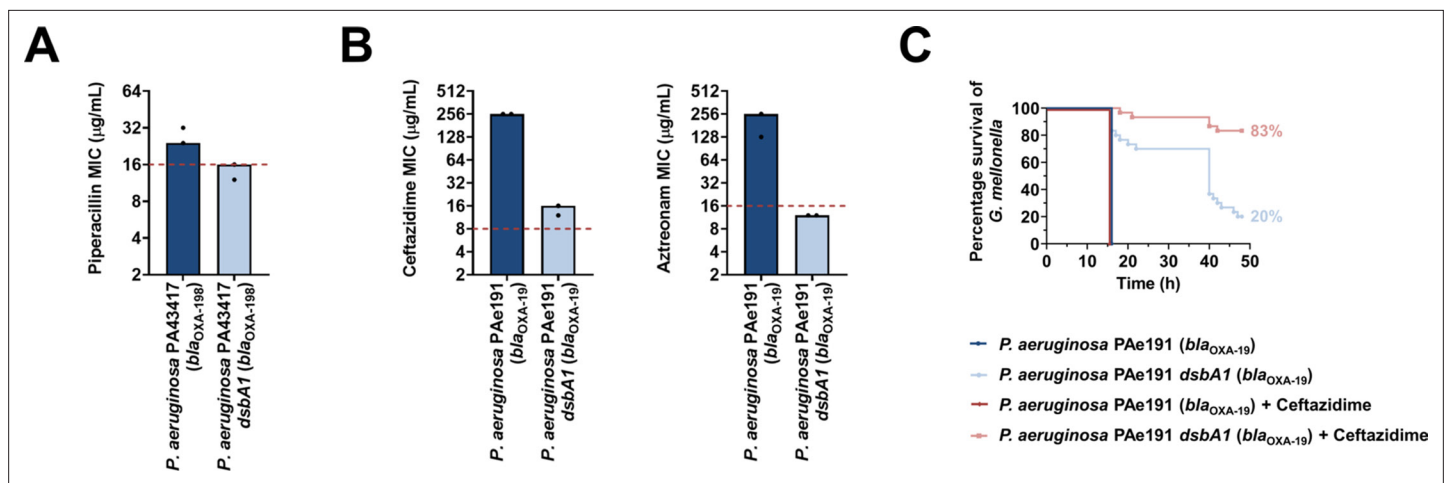 A
Piperacillin MIC (µg/mL)
64
32
16
8
4
2
P. aeruginosa PA43417
(blaOXA-198)
P. aeruginosa PA43417
dsbA1 (blaOXA-198)
B
Ceftazidime MIC (µg/mL)
512
256
128
64
32
16
8
4
2
P. aeruginosa PAe191
(blaOXA-19)
P. aeruginosa PAe191
dsbA1 (blaOXA-19)
Aztreonam MIC (µg/mL)
512
256
128
64
32
16
8
4
2
P. aeruginosa PAe191
(blaOXA-19)
P. aeruginosa PAe191
dsbA1 (blaOXA-19)
C
Percentage survival of
G. mellonella
100
80
60
40
20
0
83%
20%
0
10
20
30
40
50
Time (h)
P. aeruginosa PAe191 (blaOXA-19)
P. aeruginosa PAe191 dsbA1 (blaOXA-19)
P. aeruginosa PAe191 (blaOXA-19) + Ceftazidime
P. aeruginosa PAe191 dsbA1 (blaOXA-19) + Ceftazidime